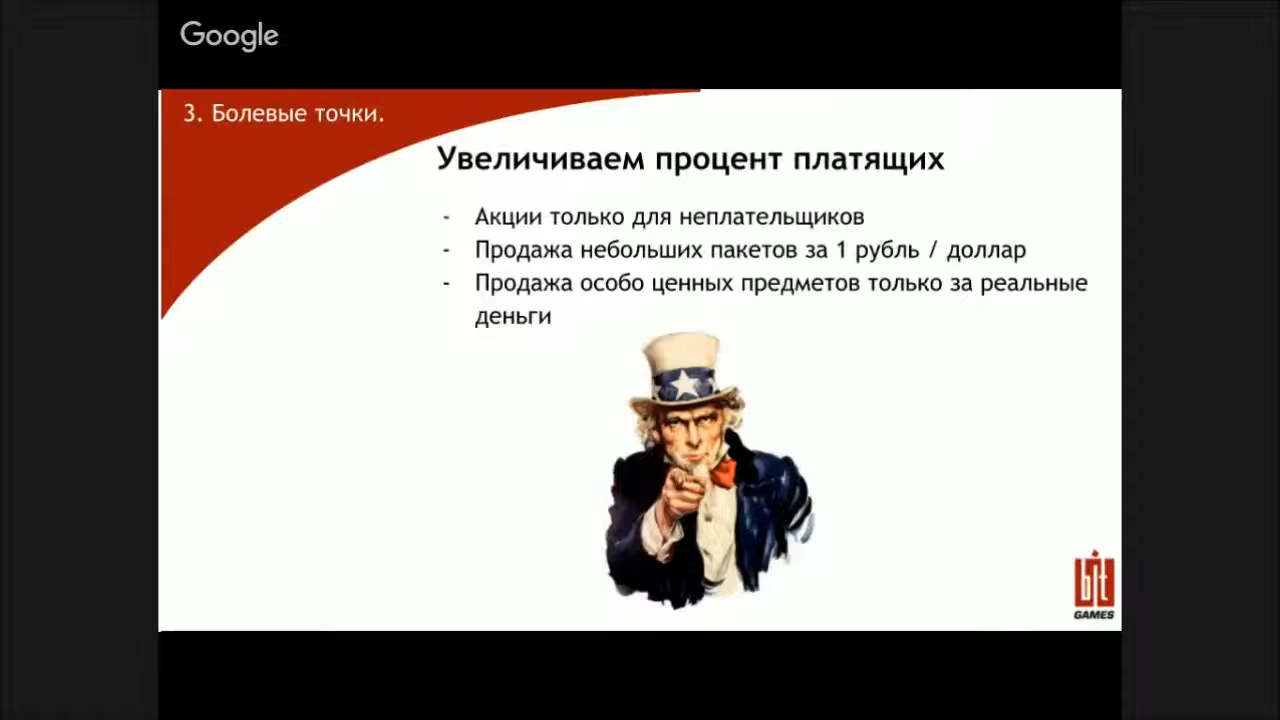 Google
3. Болевые точки.
Увеличиваем процент платящих
- Акции только для неплательщиков
- Продажа небольших пакетов за 1 рубль / доллар
- Продажа особо ценных предметов только за реальные
деньги
bit
GAMES